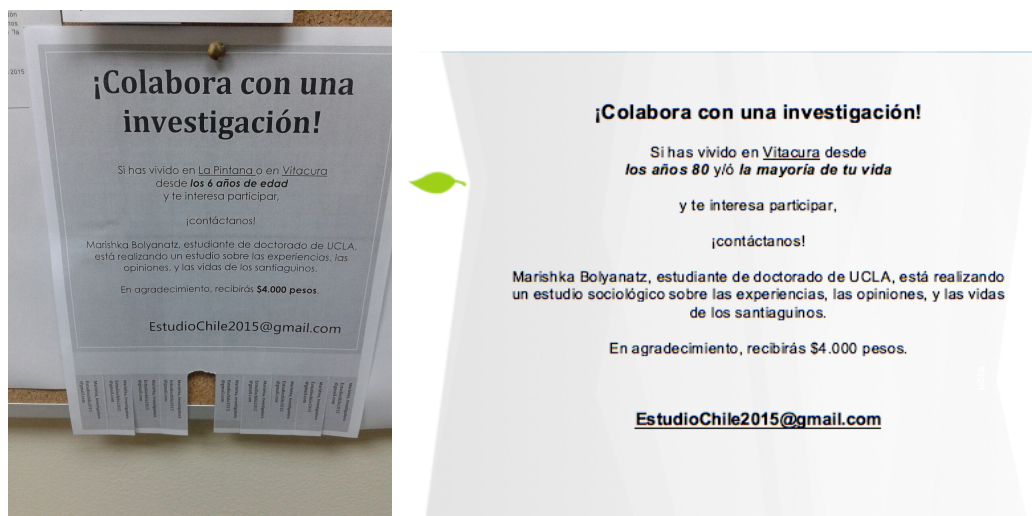 2015
¡Colabora con una
investigación!
Si has vivido en La Pintana o en Vitacura
desde los 6 años de edad
y te interesa participar,
¡contáctanos!
Marishka Bolyanatz, estudiante de doctorado de UCLA,
está realizando un estudio sobre las experiencias, las
opiniones, y las vidas de los santiaguinos.
En agradecimiento, recibirás $4.000 pesos.
EstudioChile2015@gmail.com
¡Colabora con una investigación!
Si has vivido en Vitacura desde
los años 80 y/ó la mayoría de tu vida
y te interesa participar,
¡contáctanos!
Marishka Bolyanatz, estudiante de doctorado de UCLA, está realizando
un estudio sociológico sobre las experiencias, las opiniones, y las vidas
de los santiaguinos.
En agradecimiento, recibirás $4.000 pesos.
EstudioChile2015@gmail.com